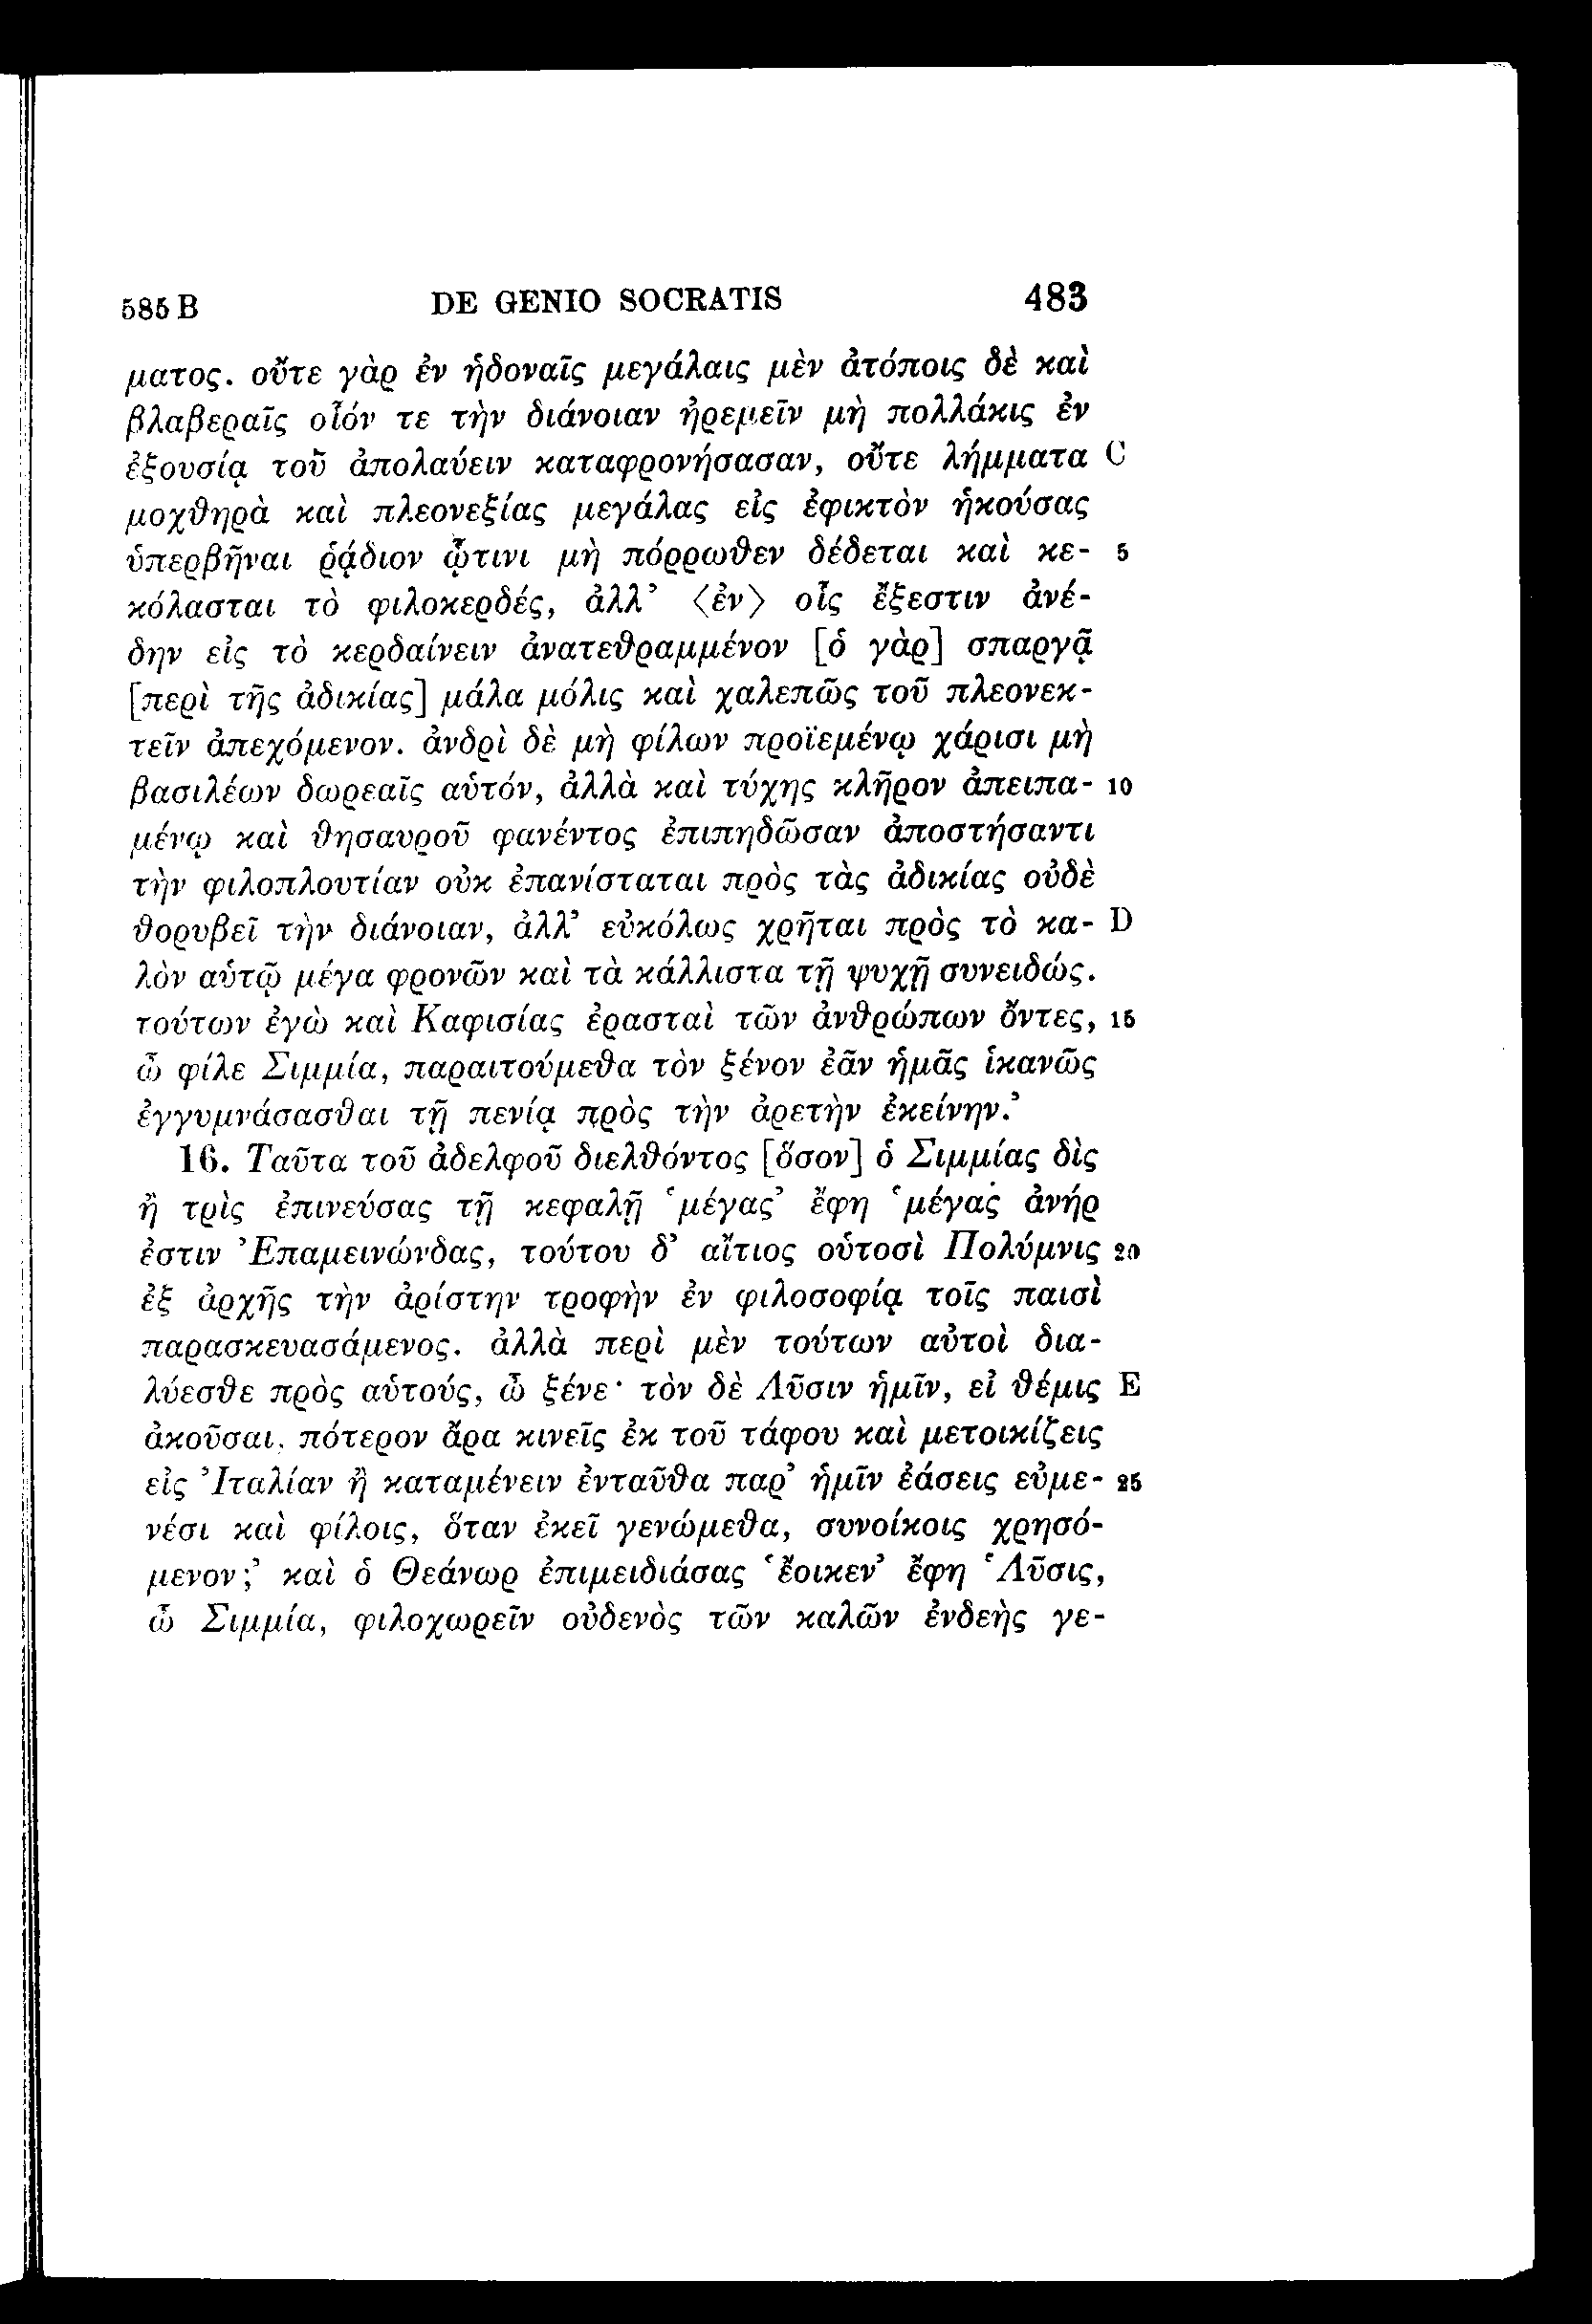 585 B DE GENIO SOCRATIS 483
ματος. οὔτε γὰρ ἐν ἡδοναῖς μεγάλαις μὲν ἀτόποις δὲ καὶ
βλαβεραῖς οἷόν τε τὴν διάνοιαν ἠρεμεῖν μὴ πολλάκις ἐν
ἐξουσίᾳ τοῦ ἀπολαύειν καταφρονήσασαν, οὔτε λήμματα C
μοχθηρὰ καὶ πλεονεξίας μεγάλας εἰς ἐφικτὸν ἡκούσας
ὑπερβῆναι ῥᾴδιον ᾧτινι μὴ πόρρωθεν δέδεται καὶ κε- 5
κόλασται τὸ φιλοκερδές, ἀλλ’ ⟨ἐν⟩ οἷς ἔξεστιν ἀνέ-
δην εἰς τὸ κερδαίνειν ἀνατεθραμμένον [ὁ γὰρ] σπαργᾷ
[περὶ τῆς ἀδικίας] μάλα μόλις καὶ χαλεπῶς τοῦ πλεονεκ-
τεῖν ἀπεχόμενον. ἀνδρὶ δὲ μὴ φίλων προϊεμένῳ χάρισι μὴ
βασιλέων δωρεαῖς αὑτόν, ἀλλὰ καὶ τύχης κλῆρον ἀπειπα- 10
μένῳ καὶ θησαυροῦ φανέντος ἐπιπηδῶσαν ἀποστήσαντι
τὴν φιλοπλουτίαν οὐκ ἐπανίσταται πρὸς τὰς ἀδικίας οὐδὲ
θορυβεῖ τὴν διάνοιαν, ἀλλ’ εὐκόλως χρῆται πρὸς τὸ κα- D
λὸν αὑτῷ μέγα φρονῶν καὶ τὰ κάλλιστα τῇ ψυχῇ συνειδώς.
τούτων ἐγὼ καὶ Καφισίας ἐρασταὶ τῶν ἀνθρώπων ὄντες, 15
ὦ φίλε Σιμμία, παραιτούμεθα τὸν ξένον ἐᾶν ἡμᾶς ἱκανῶς
ἐγγυμνάσασθαι τῇ πενίᾳ πρὸς τὴν ἀρετὴν ἐκείνην.’
16. Ταῦτα τοῦ ἀδελφοῦ διελθόντος [ὅσον] ὁ Σιμμίας δὶς
ἢ τρὶς ἐπινεύσας τῇ κεφαλῇ ‘μέγας’ ἔφη ‘μέγας ἀνήρ
ἐστιν Ἐπαμεινώνδας, τούτου δ’ αἴτιος οὑτοσὶ Πολύμνις 20
ἐξ ἀρχῆς τὴν ἀρίστην τροφὴν ἐν φιλοσοφίᾳ τοῖς παισὶ
παρασκευασάμενος. ἀλλὰ περὶ μὲν τούτων αὐτοὶ δια-
λύεσθε πρὸς αὑτούς, ὦ ξένε· τὸν δὲ Λῦσιν ἡμῖν, εἰ θέμις E
ἀκοῦσαι, πότερον ἄρα κινεῖς ἐκ τοῦ τάφου καὶ μετοικίζεις
εἰς Ἰταλίαν ἢ καταμένειν ἐνταῦθα παρ’ ἡμῖν ἐάσεις εὐμε- 25
νέσι καὶ φίλοις, ὅταν ἐκεῖ γενώμεθα, συνοίκοις χρησό-
μενον;’ καὶ ὁ Θεάνωρ ἐπιμειδιάσας ‘ἔοικεν’ ἔφη ‘Λῦσις,
ὦ Σιμμία, φιλοχωρεῖν οὐδενὸς τῶν καλῶν ἐνδεὴς γε-